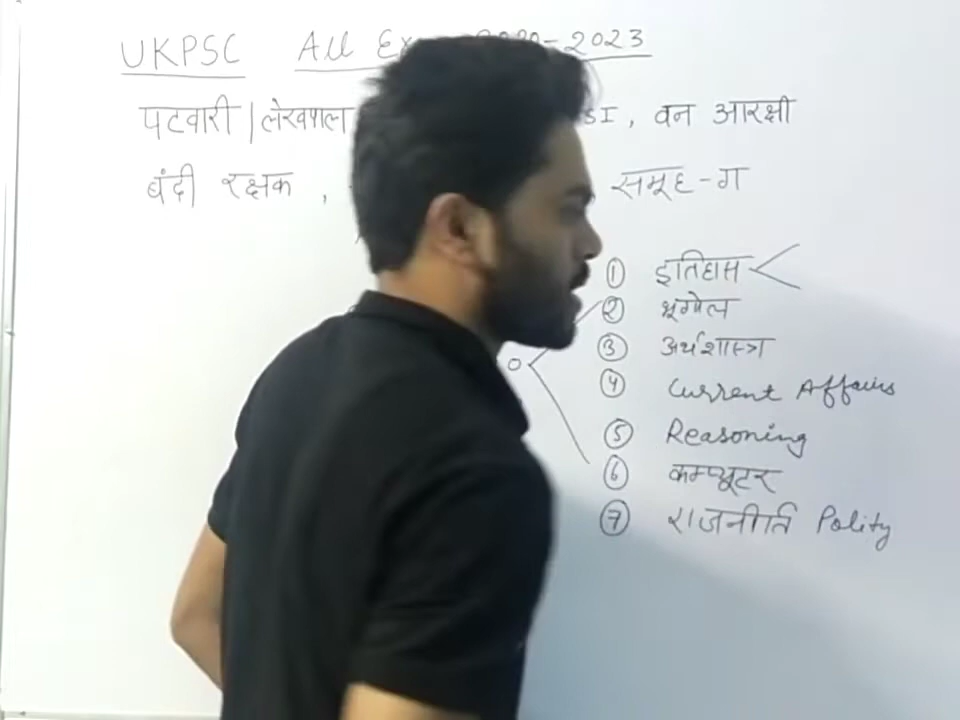 UKPSC All Ex 2020-2023
पटवारी | लेखपाल SI, वन आरक्षी
बंदी रक्षक , समूह-ग
① इतिहास
② भूगोल
③ अर्थशास्त्र
④ Current Affairs
⑤ Reasoning
⑥ कम्प्यूटर
⑦ राजनीति Polity